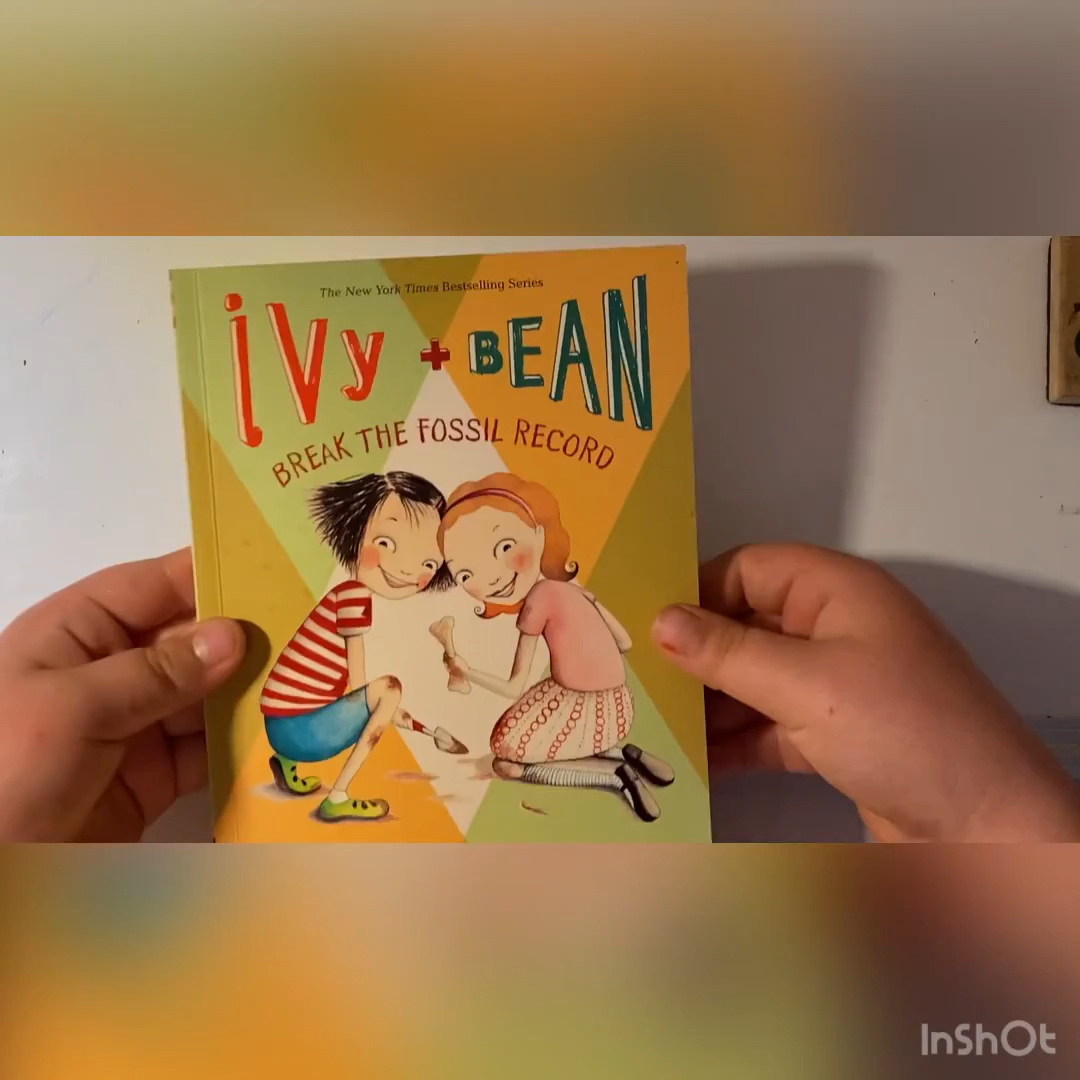 The New York Times Bestselling Series
iVy + BEAN
BREAK THE FOSSIL RECORD
InShOt